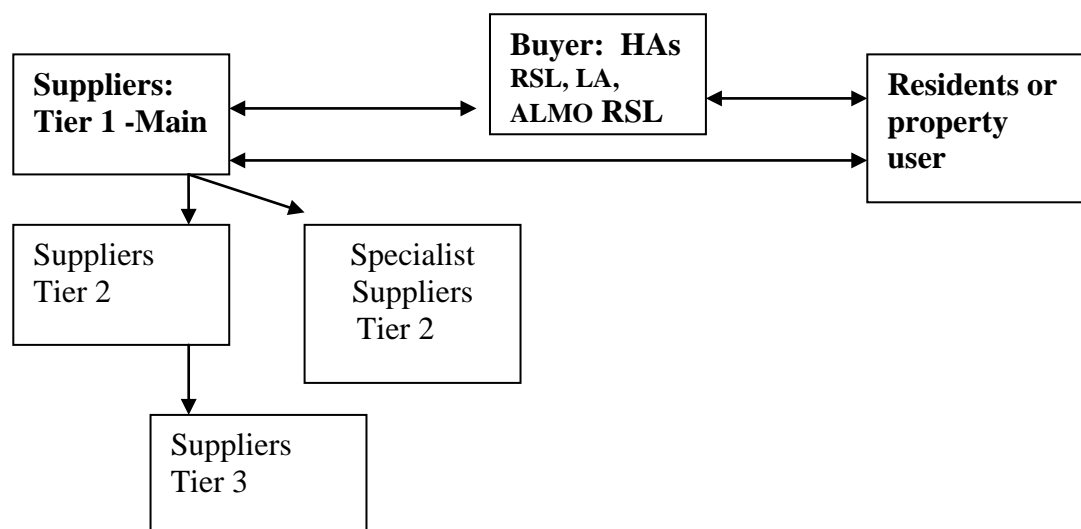 Suppliers:
Tier 1 -Main
Buyer:  HAs
RSL, LA,
ALMO RSL
Residents or
property
user
Suppliers
Tier 2
Specialist
Suppliers
Tier 2
Suppliers
Tier 3